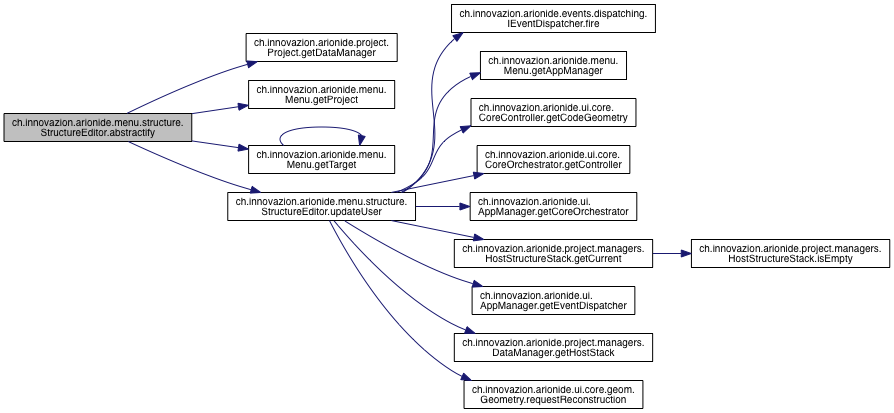 ch.innovazion.arionide.menu.structure.
StructureEditor.abstractify
ch.innovazion.arionide.project.
Project.getDataManager
ch.innovazion.arionide.menu.
Menu.getProject
ch.innovazion.arionide.menu.
Menu.getTarget
ch.innovazion.arionide.menu.structure.
StructureEditor.updateUser
ch.innovazion.arionide.events.dispatching.
IEventDispatcher.fire
ch.innovazion.arionide.menu.
Menu.getAppManager
ch.innovazion.arionide.ui.core.
CoreController.getCodeGeometry
ch.innovazion.arionide.ui.core.
CoreOrchestrator.getController
ch.innovazion.arionide.ui.
AppManager.getCoreOrchestrator
ch.innovazion.arionide.project.managers.
HostStructureStack.getCurrent
ch.innovazion.arionide.project.managers.
HostStructureStack.isEmpty
ch.innovazion.arionide.ui.
AppManager.getEventDispatcher
ch.innovazion.arionide.project.managers.
DataManager.getHostStack
ch.innovazion.arionide.ui.core.geom.
Geometry.requestReconstruction